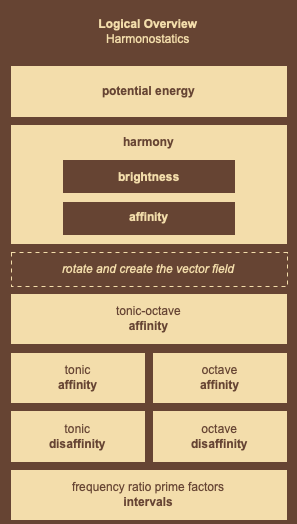 Logical Overview
Harmonostatics
potential energy
harmony
brightness
affinity
rotate and create the vector field
tonic-octave
affinity
tonic
affinity
octave
affinity
tonic
disaffinity
octave
disaffinity
frequency ratio prime factors
intervals